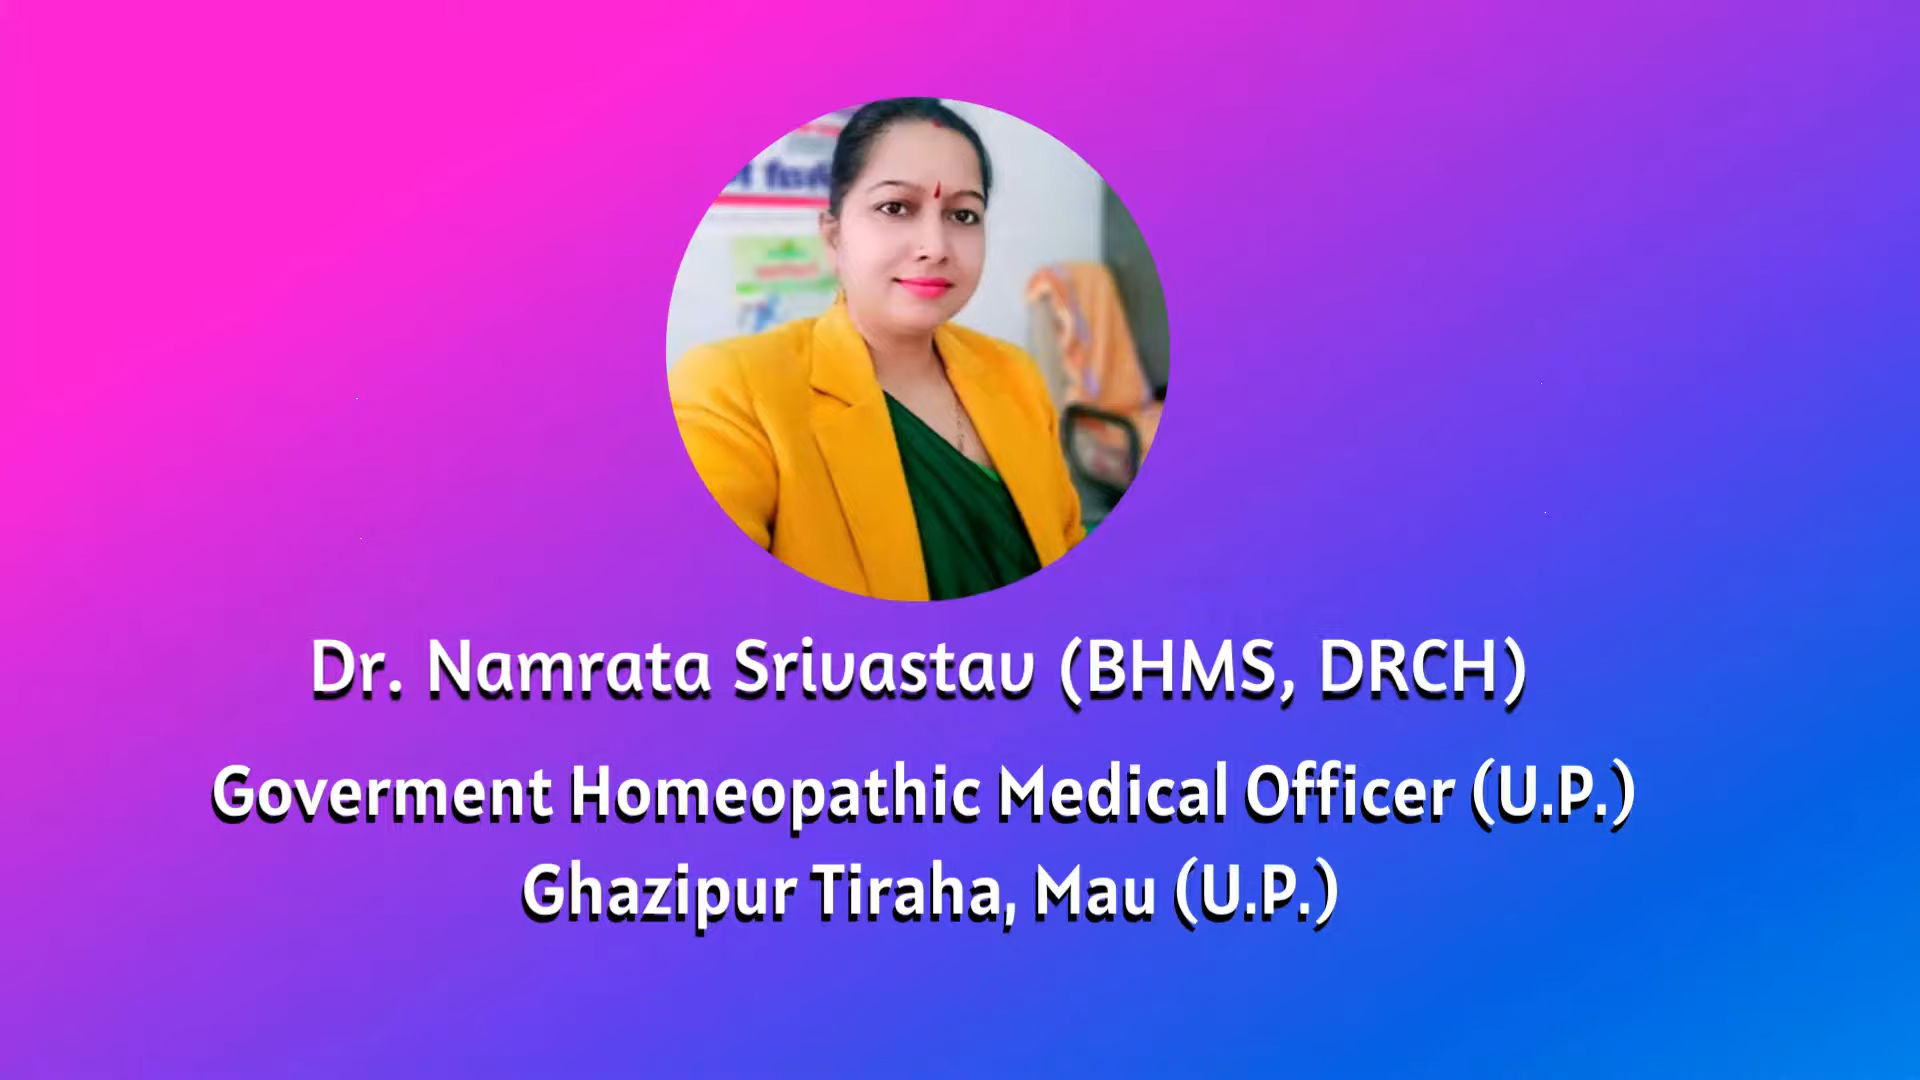 Dr. Namrata Srivastav (BHMS, DRCH)
Goverment Homeopathic Medical Officer (U.P.)
Ghazipur Tiraha, Mau (U.P.)